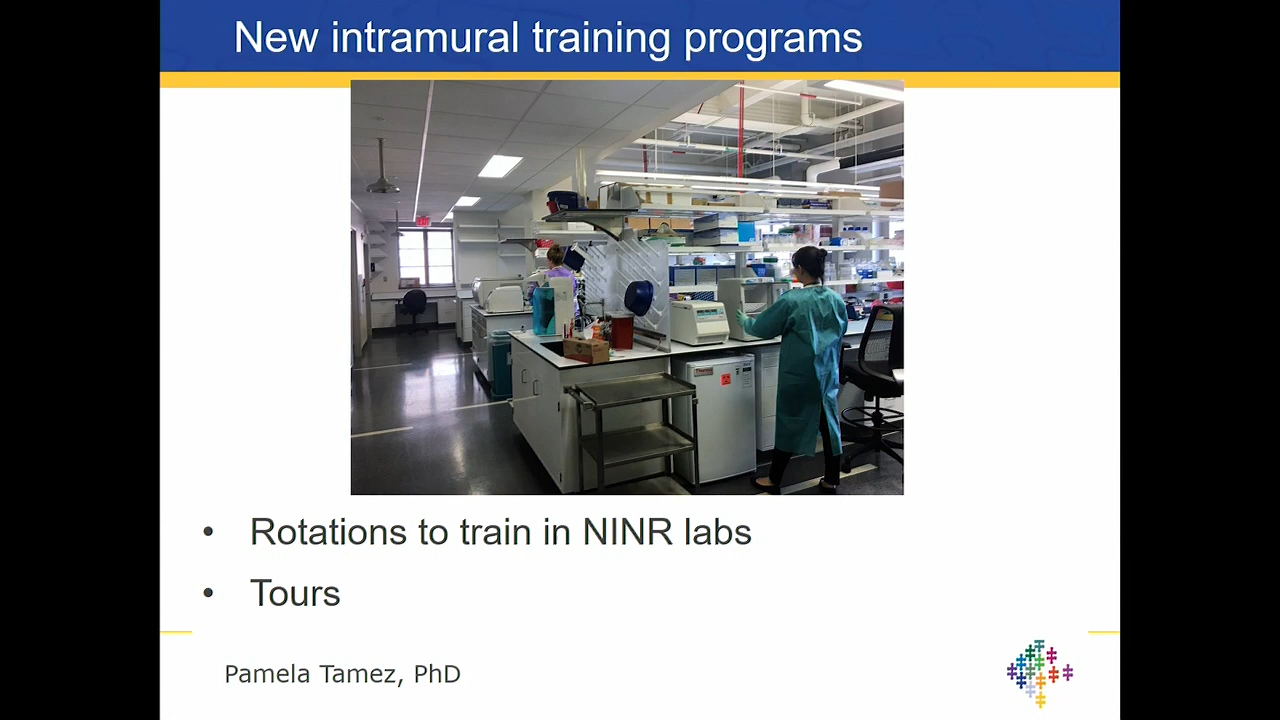 New intramural training programs
• Rotations to train in NINR labs
• Tours
Pamela Tamez, PhD